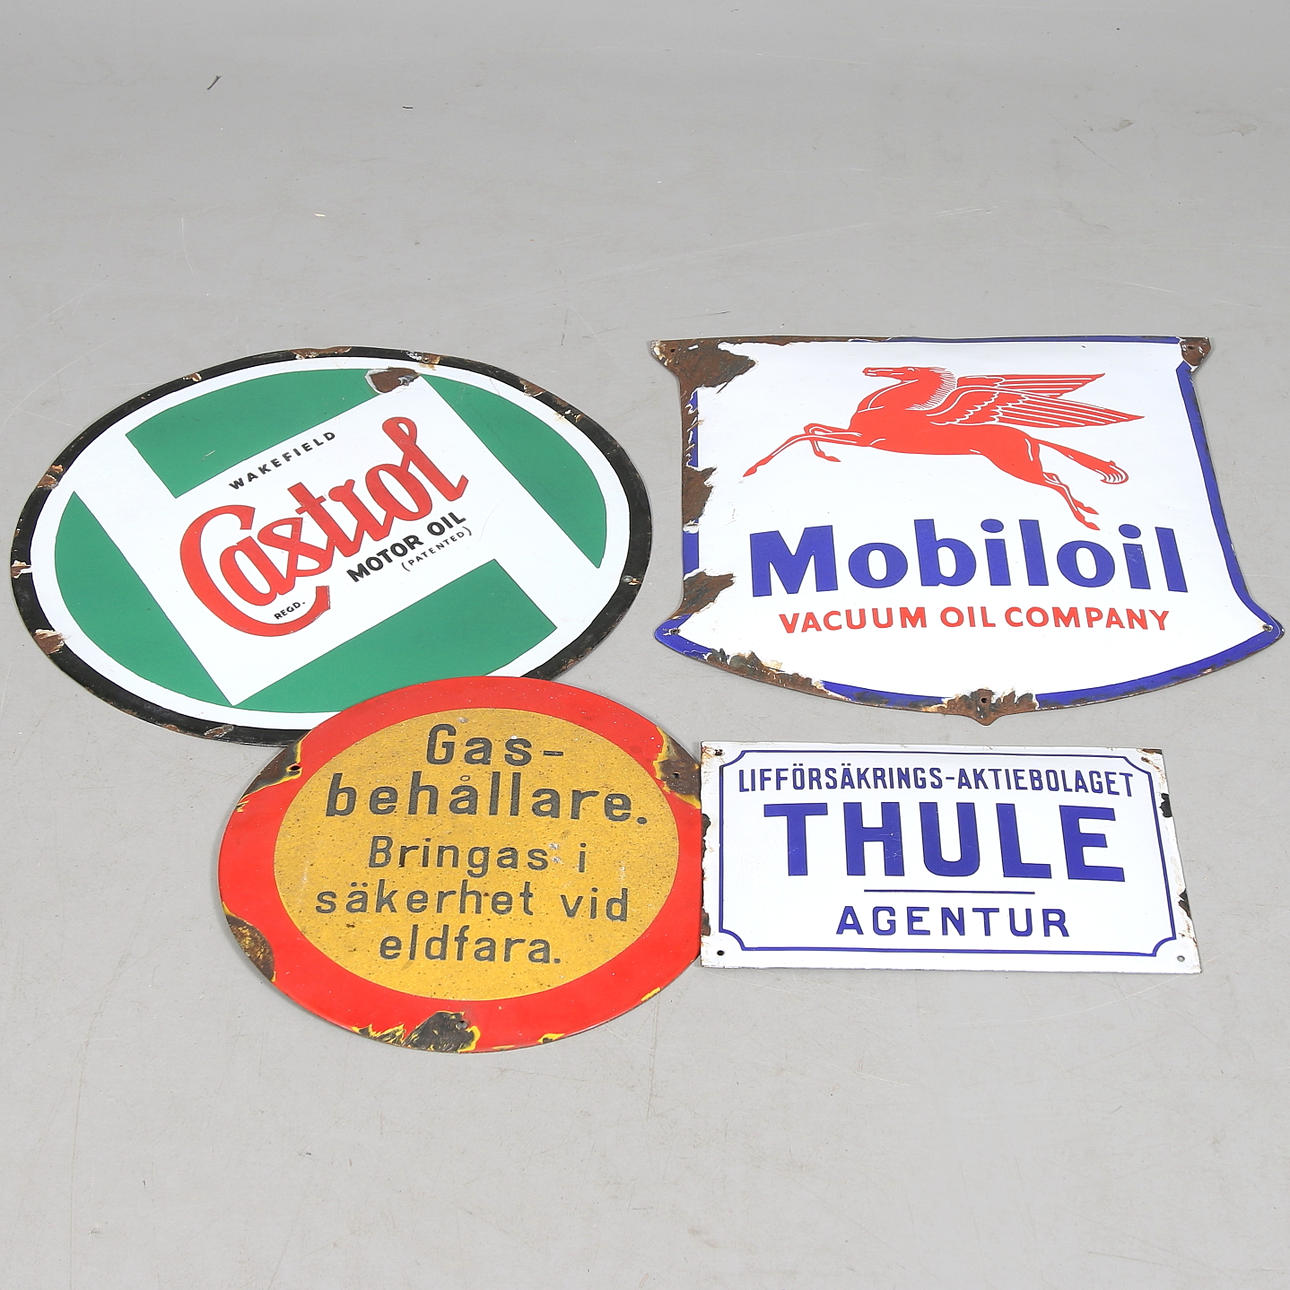 WAKEFIELD
Castrol
REGD.
MOTOR OIL
(PATENTED)
Mobiloil
VACUUM OIL COMPANY
Gas-
behållare.
Bringas i
säkerhet vid
eldfara.
LIFFÖRSÄKRINGS-AKTIEBOLAGET
THULE
AGENTUR